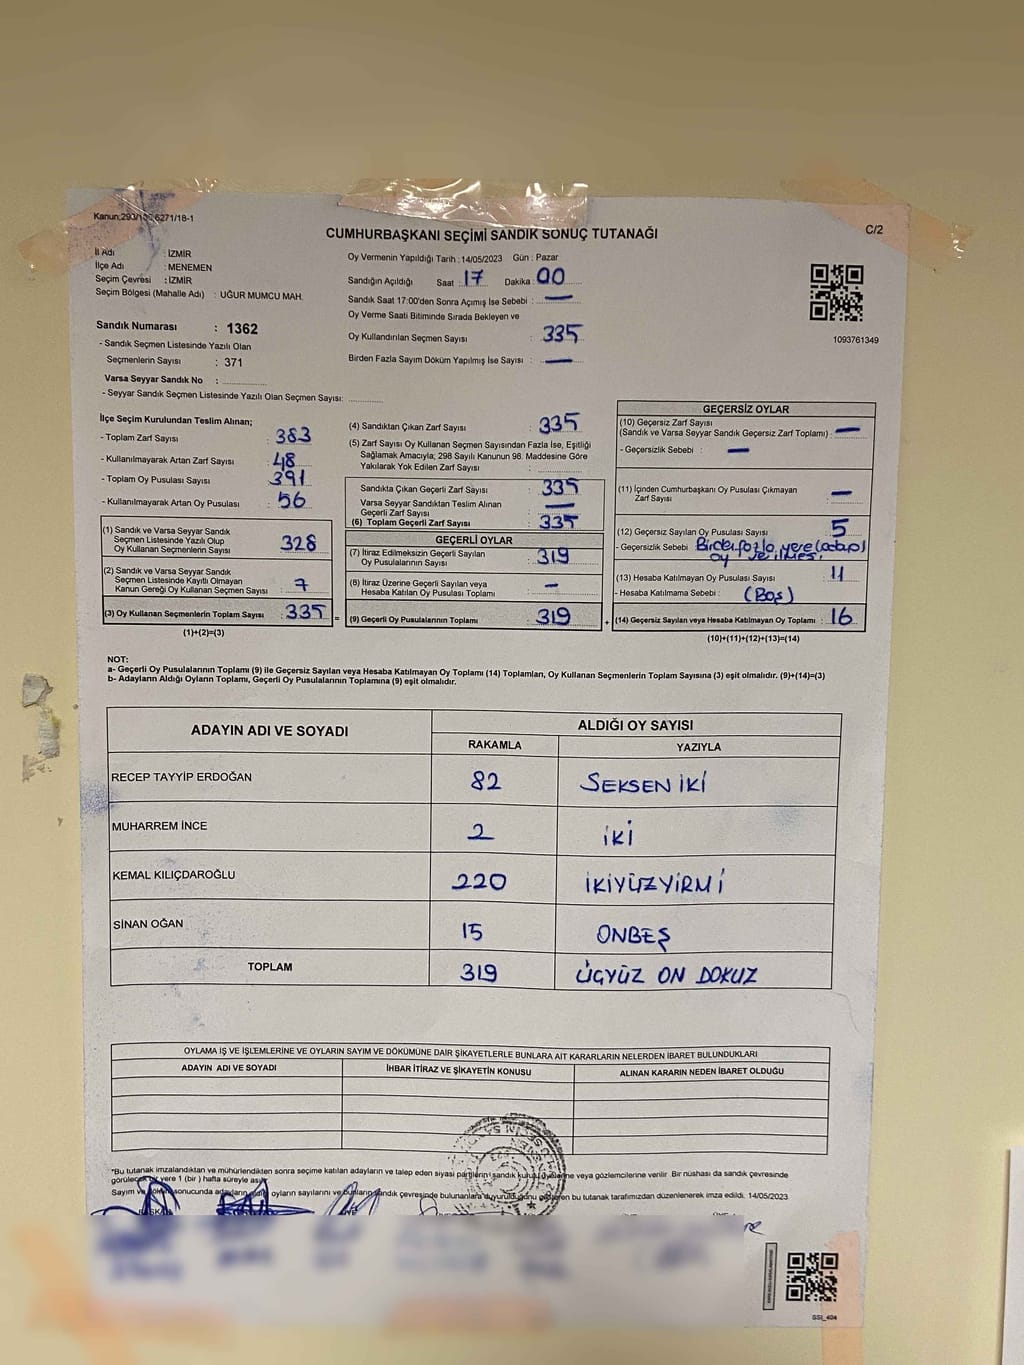 C/2
CUMHURBAŞKANI SEÇİMİ SANDIK SONUÇ TUTANAĞI
İl Adı : İZMİR
İlçe Adı : MENEMEN
Seçim Çevresi : İZMİR
Seçim Bölgesi (Mahalle Adı) : UĞUR MUMCU MAH.
Sandık Numarası : 1362
- Sandık Seçmen Listesinde Yazılı Olan
Seçmenlerin Sayısı : 371
Varsa Seyyar Sandık No :
- Seyyar Sandık Seçmen Listesinde Yazılı Olan Seçmen Sayısı:
Oy Vermenin Yapıldığı Tarih : 14/05/2023 Gün : Pazar
Sandığın Açıldığı Saat : 17 Dakika : 00
Sandık Saat 17:00'den Sonra Açımış İse Sebebi : —
Oy Verme Saati Bitiminde Sırada Bekleyen ve
Oy Kullandırılan Seçmen Sayısı : 335
Birden Fazla Sayım Döküm Yapılmış İse Sayısı : —
1093761349
İlçe Seçim Kurulundan Teslim Alınan;
- Toplam Zarf Sayısı : 383
- Kullanılmayarak Artan Zarf Sayısı : 48
- Toplam Oy Pusulası Sayısı : 391
- Kullanılmayarak Artan Oy Pusulası : 56
(1) Sandık ve Varsa Seyyar Sandık
Seçmen Listesinde Yazılı Olup
Oy Kullanan Seçmenlerin Sayısı : 328
(2) Sandık ve Varsa Seyyar Sandık
Seçmen Listesinde Kayıtlı Olmayan
Kanun Gereği Oy Kullanan Seçmen Sayısı : 7
(3) Oy Kullanan Seçmenlerin Toplam Sayısı : 335 =
(1)+(2)=(3)
(4) Sandıktan Çıkan Zarf Sayısı : 335
(5) Zarf Sayısı Oy Kullanan Seçmen Sayısından Fazla İse, Eşitliği
Sağlamak Amacıyla; 298 Sayılı Kanunun 98. Maddesine Göre
Yakılarak Yok Edilen Zarf Sayısı :
Sandıkta Çıkan Geçerli Zarf Sayısı : 335
Varsa Seyyar Sandıktan Teslim Alınan
Geçerli Zarf Sayısı : —
(6) Toplam Geçerli Zarf Sayısı : 335
GEÇERLİ OYLAR
(7) İtiraz Edilmeksizin Geçerli Sayılan
Oy Pusulalarının Sayısı : 319
(8) İtiraz Üzerine Geçerli Sayılan veya
Hesaba Katılan Oy Pusulası Toplamı : —
(9) Geçerli Oy Pusulalarının Toplamı : 319 +
GEÇERSİZ OYLAR
(10) Geçersiz Zarf Sayısı
(Sandık ve Varsa Seyyar Sandık Geçersiz Zarf Toplamı) : —
- Geçersizlik Sebebi : —
(11) İçinden Cumhurbaşkanı Oy Pusulası Çıkmayan
Zarf Sayısı : —
(12) Geçersiz Sayılan Oy Pusulası Sayısı : 5
- Geçersizlik Sebebi : Birden fazla yere
oy
(13) Hesaba Katılmayan Oy Pusulası Sayısı : 11
- Hesaba Katılmama Sebebi : (Boş)
(14) Geçersiz Sayılan veya Hesaba Katılmayan Oy Toplamı : 16
(10)+(11)+(12)+(13)=(14)
NOT:
a- Geçerli Oy Pusulalarının Toplamı (9) ile Geçersiz Sayılan veya Hesaba Katılmayan Oy Toplamı (14) Toplamları, Oy Kullanan Seçmenlerin Toplam Sayısına (3) eşit olmalıdır. (9)+(14)=(3)
b- Adayların Aldığı Oyların Toplamı, Geçerli Oy Pusulalarının Toplamına (9) eşit olmalıdır.
ADAYIN ADI VE SOYADI ALDIĞI OY SAYISI
RAKAMLA YAZIYLA
RECEP TAYYİP ERDOĞAN 82 SEKSEN İKİ
MUHARREM İNCE 2 İKİ
KEMAL KILIÇDAROĞLU 220 İKİYÜZYİRMİ
SİNAN OĞAN 15 ONBEŞ
TOPLAM 319 ÜÇYÜZ ON DOKUZ
OYLAMA İŞ VE İŞLEMLERİNE VE OYLARIN SAYIM VE DÖKÜMÜNE DAİR ŞİKAYETLERLE BUNLARA AİT KARARLARIN NELERDEN İBARET BULUNDUKLARI
ADAYIN ADI VE SOYADI İHBAR İTİRAZ VE ŞİKAYETİN KONUSU ALINAN KARARIN NEDEN İBARET OLDUĞU
*Bu tutanak imzalandıktan ve mühürlendikten sonra seçime katılan adayların ve talep eden siyasi partilerin sandık kurulu üyelerine veya gözlemcilerine verilir. Bir nüshası da sandık çevresinde
görülecek bir yere 1 (bir) hafta süreyle asılır.
Sayım ve döküm sonucunda adayların aldığı oyların sayılarını ve bunların sandık çevresinde bulunanlara duyurulduğunu gösteren bu tutanak tarafımızdan düzenlenerek imza edildi. 14/05/2023
BAŞKAN
SSI_404